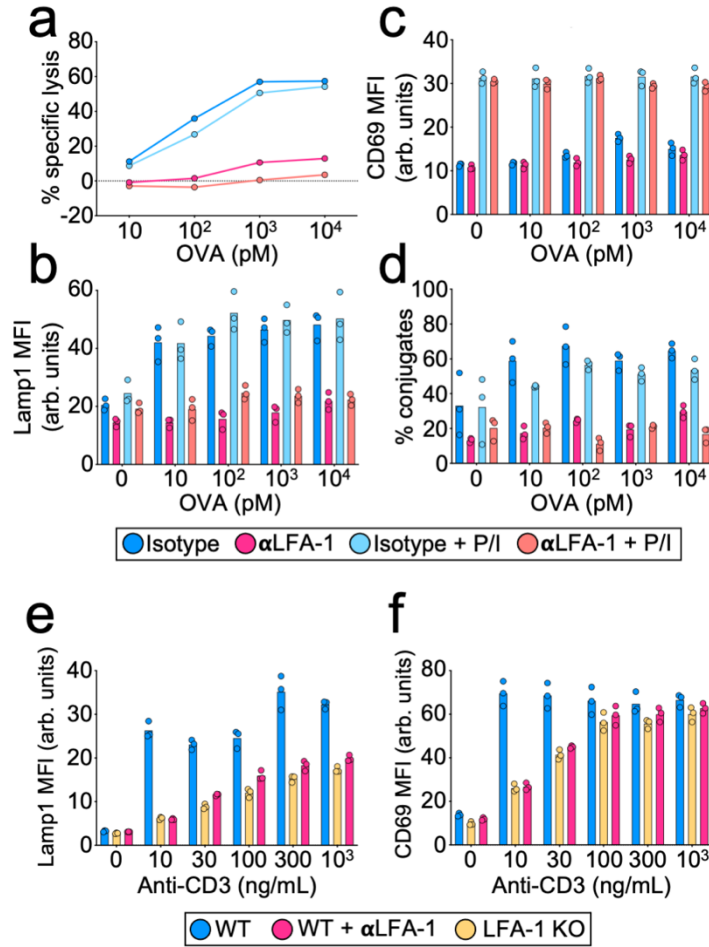 a
% specific lysis
80
60
40
20
0
-20
10 10² 10³ 10⁴
OVA (pM)
c
CD69 MFI
(arb. units)
40
30
20
10
0
0 10 10² 10³ 10⁴
OVA (pM)
b
Lamp1 MFI
(arb. units)
60
40
20
0
0 10 10² 10³ 10⁴
OVA (pM)
d
% conjugates
100
80
60
40
20
0
0 10 10² 10³ 10⁴
OVA (pM)
Isotype αLFA-1 Isotype + P/I αLFA-1 + P/I
e
Lamp1 MFI (arb. units)
40
30
20
10
0
0 10 30 100 300 10³
Anti-CD3 (ng/mL)
f
CD69 MFI (arb. units)
80
60
40
20
0
0 10 30 100 300 10³
Anti-CD3 (ng/mL)
WT WT + αLFA-1 LFA-1 KO